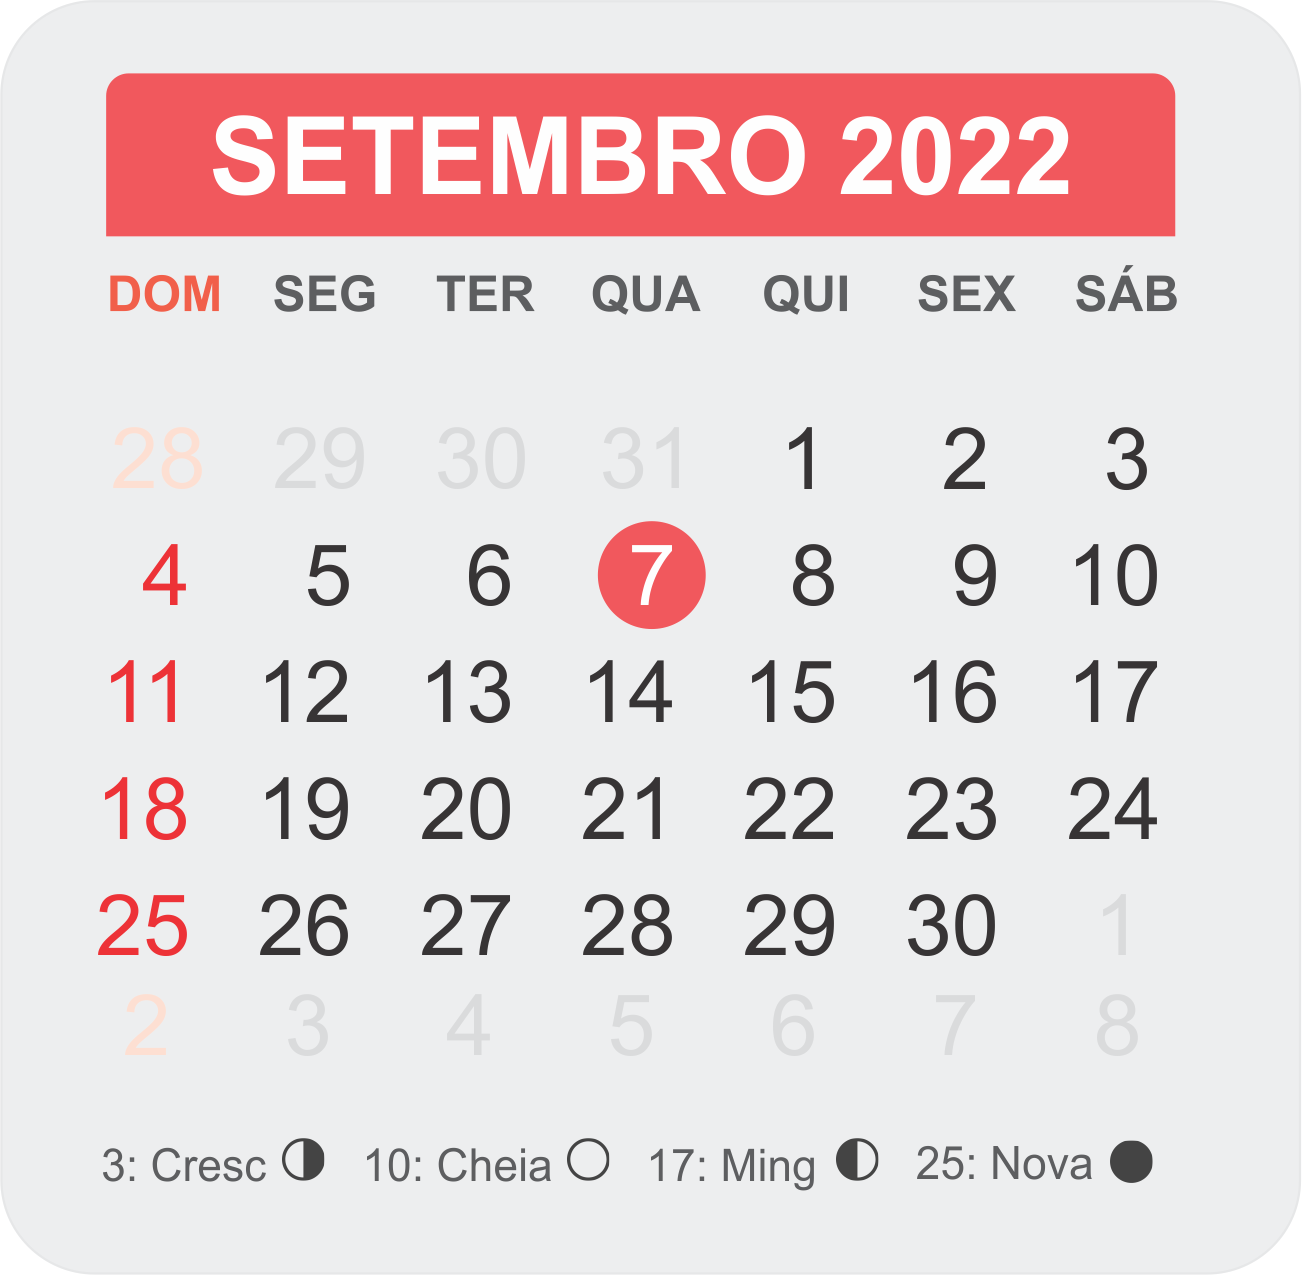 SETEMBRO 2022
DOM SEG TER QUA QUI SEX SÁB
28 29 30 31 1 2 3
4 5 6 7 8 9 10
11 12 13 14 15 16 17
18 19 20 21 22 23 24
25 26 27 28 29 30 1
2 3 4 5 6 7 8
3: Cresc 10: Cheia 17: Ming 25: Nova